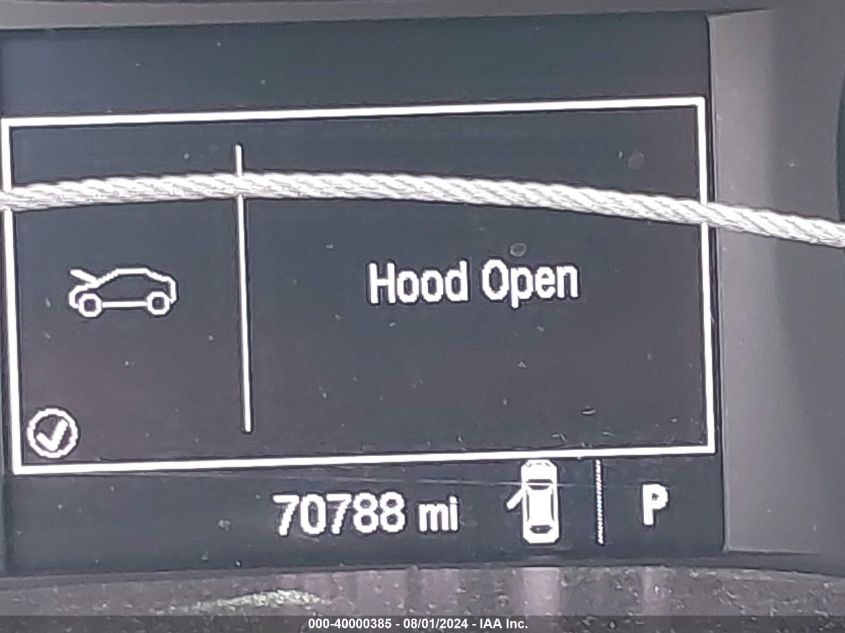 Hood Open
70788 mi
P
000-40000385 - 08/01/2024 - IAA Inc.